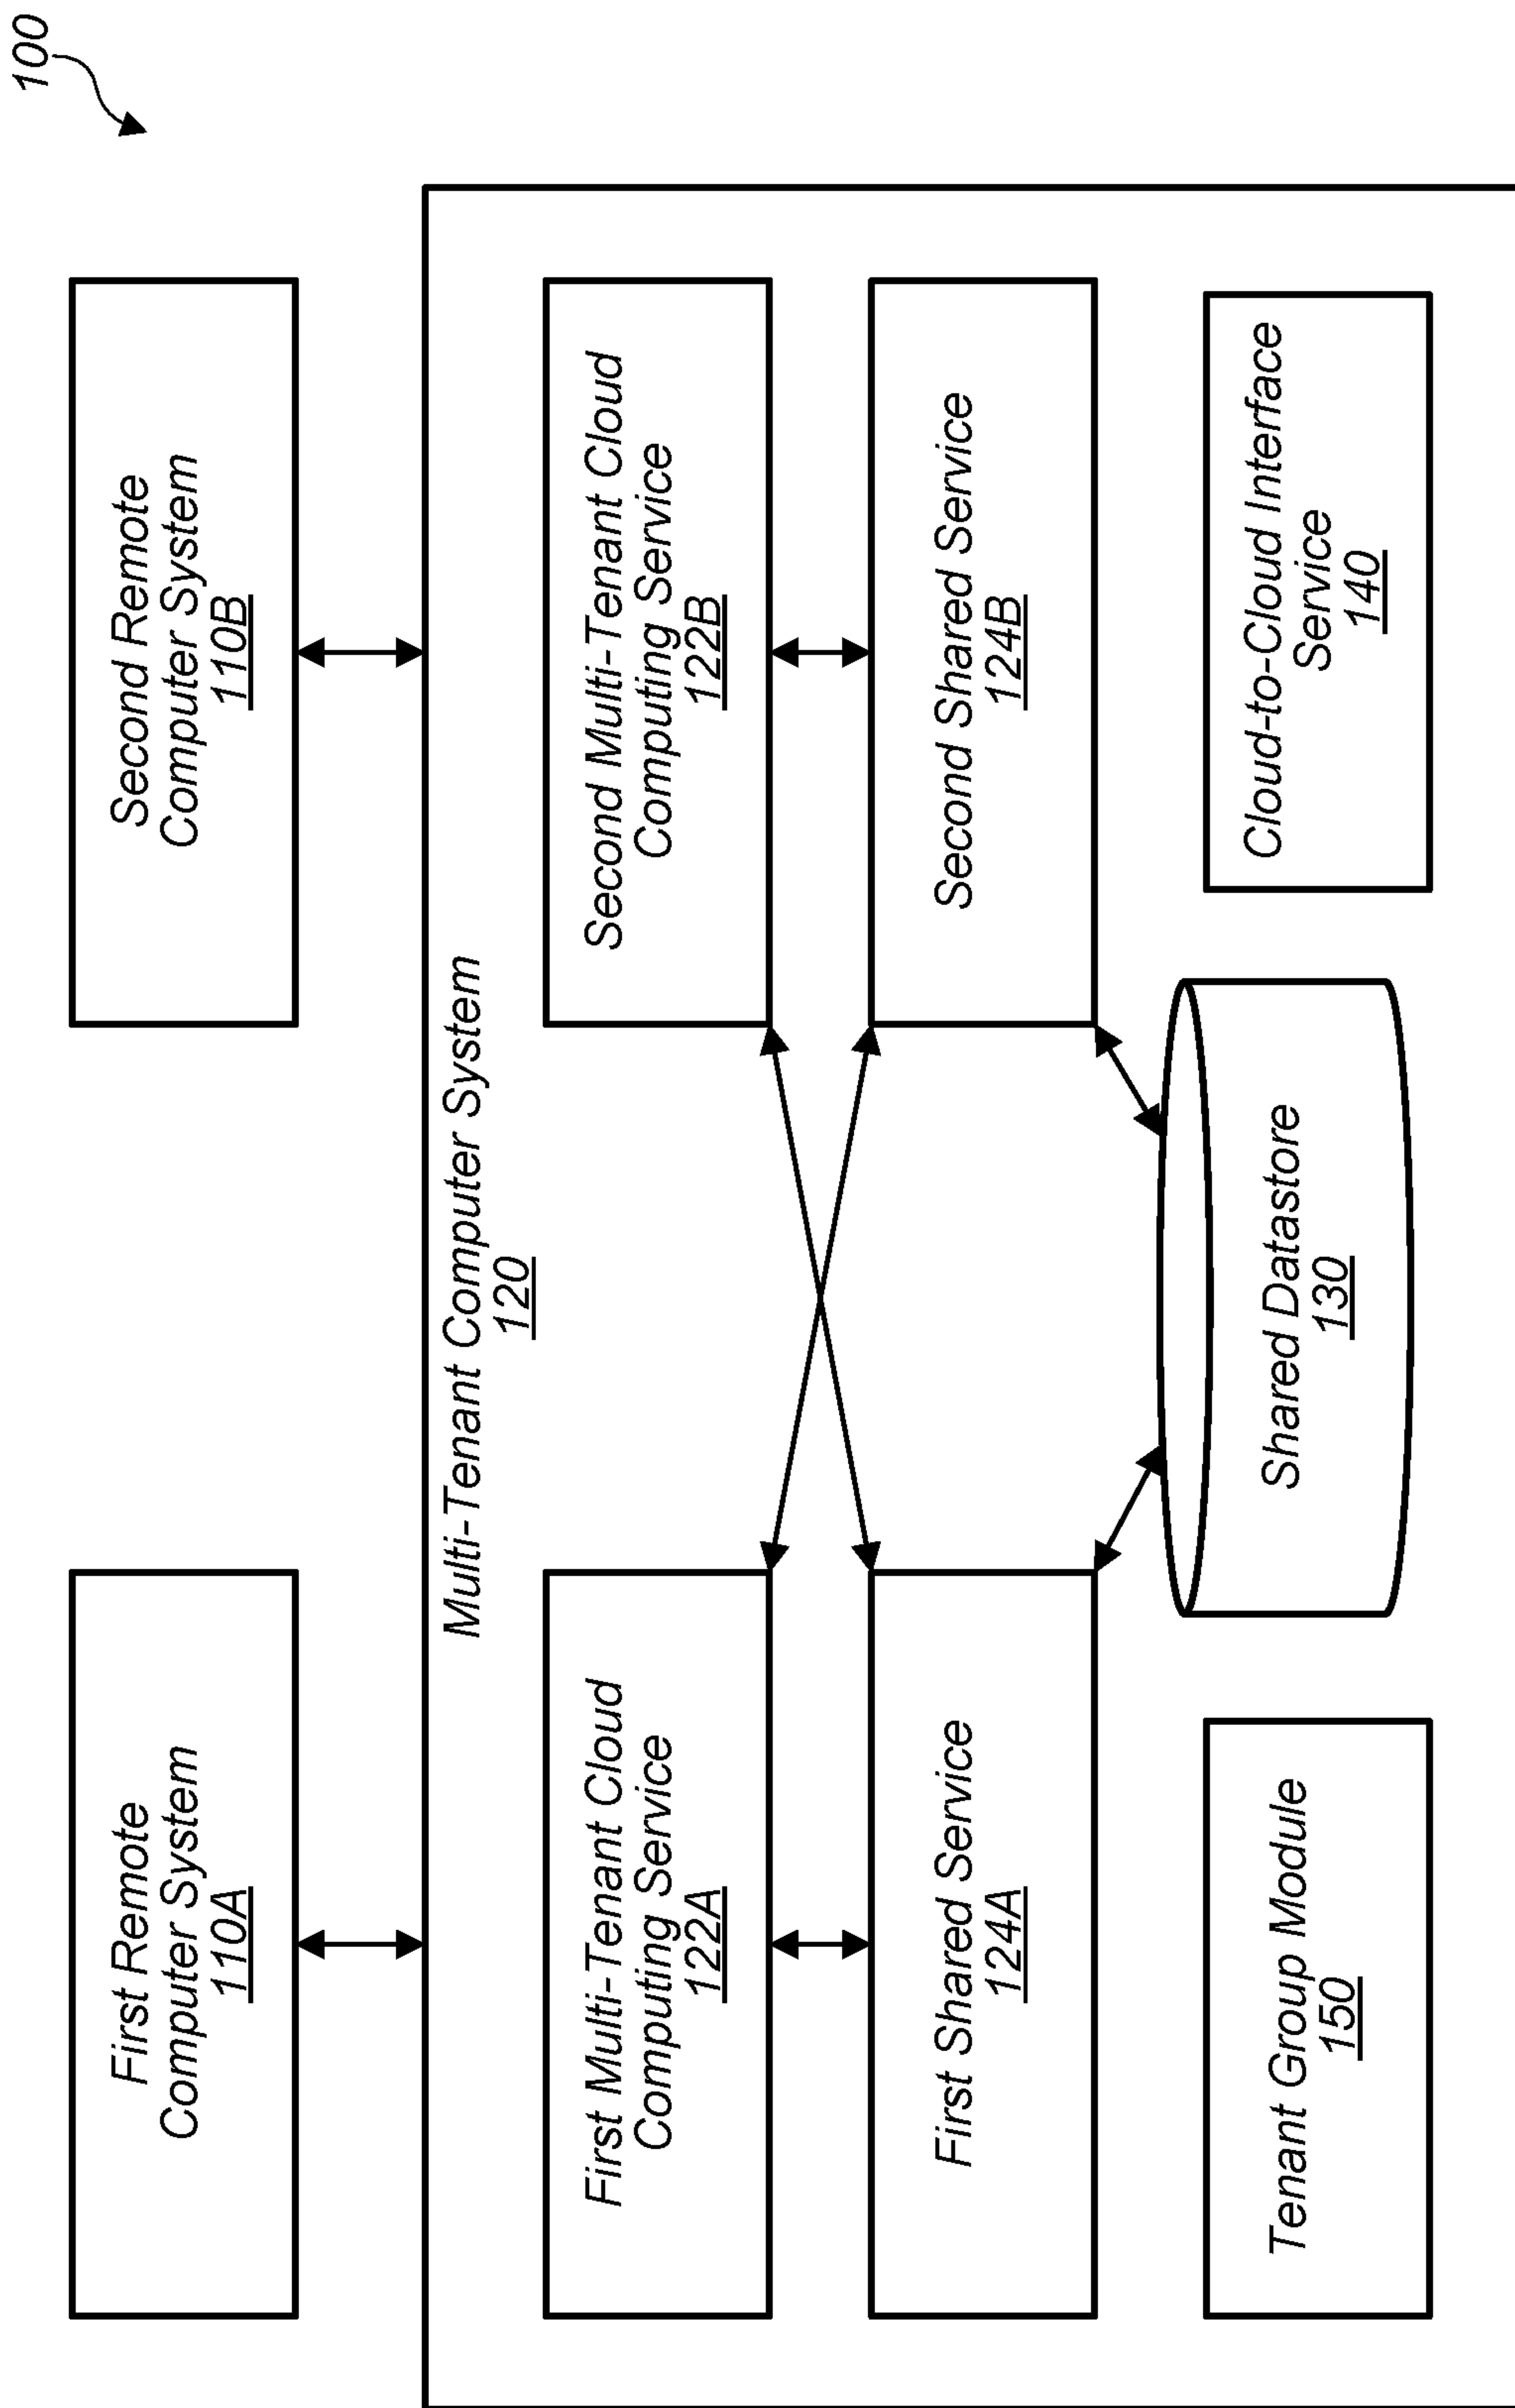 100
First Remote
Computer System
110A
Second Remote
Computer System
110B
Multi-Tenant Computer System
120
First Multi-Tenant Cloud
Computing Service
122A
Second Multi-Tenant Cloud
Computing Service
122B
First Shared Service
124A
Second Shared Service
124B
Tenant Group Module
150
Shared Datastore
130
Cloud-to-Cloud Interface
Service
140